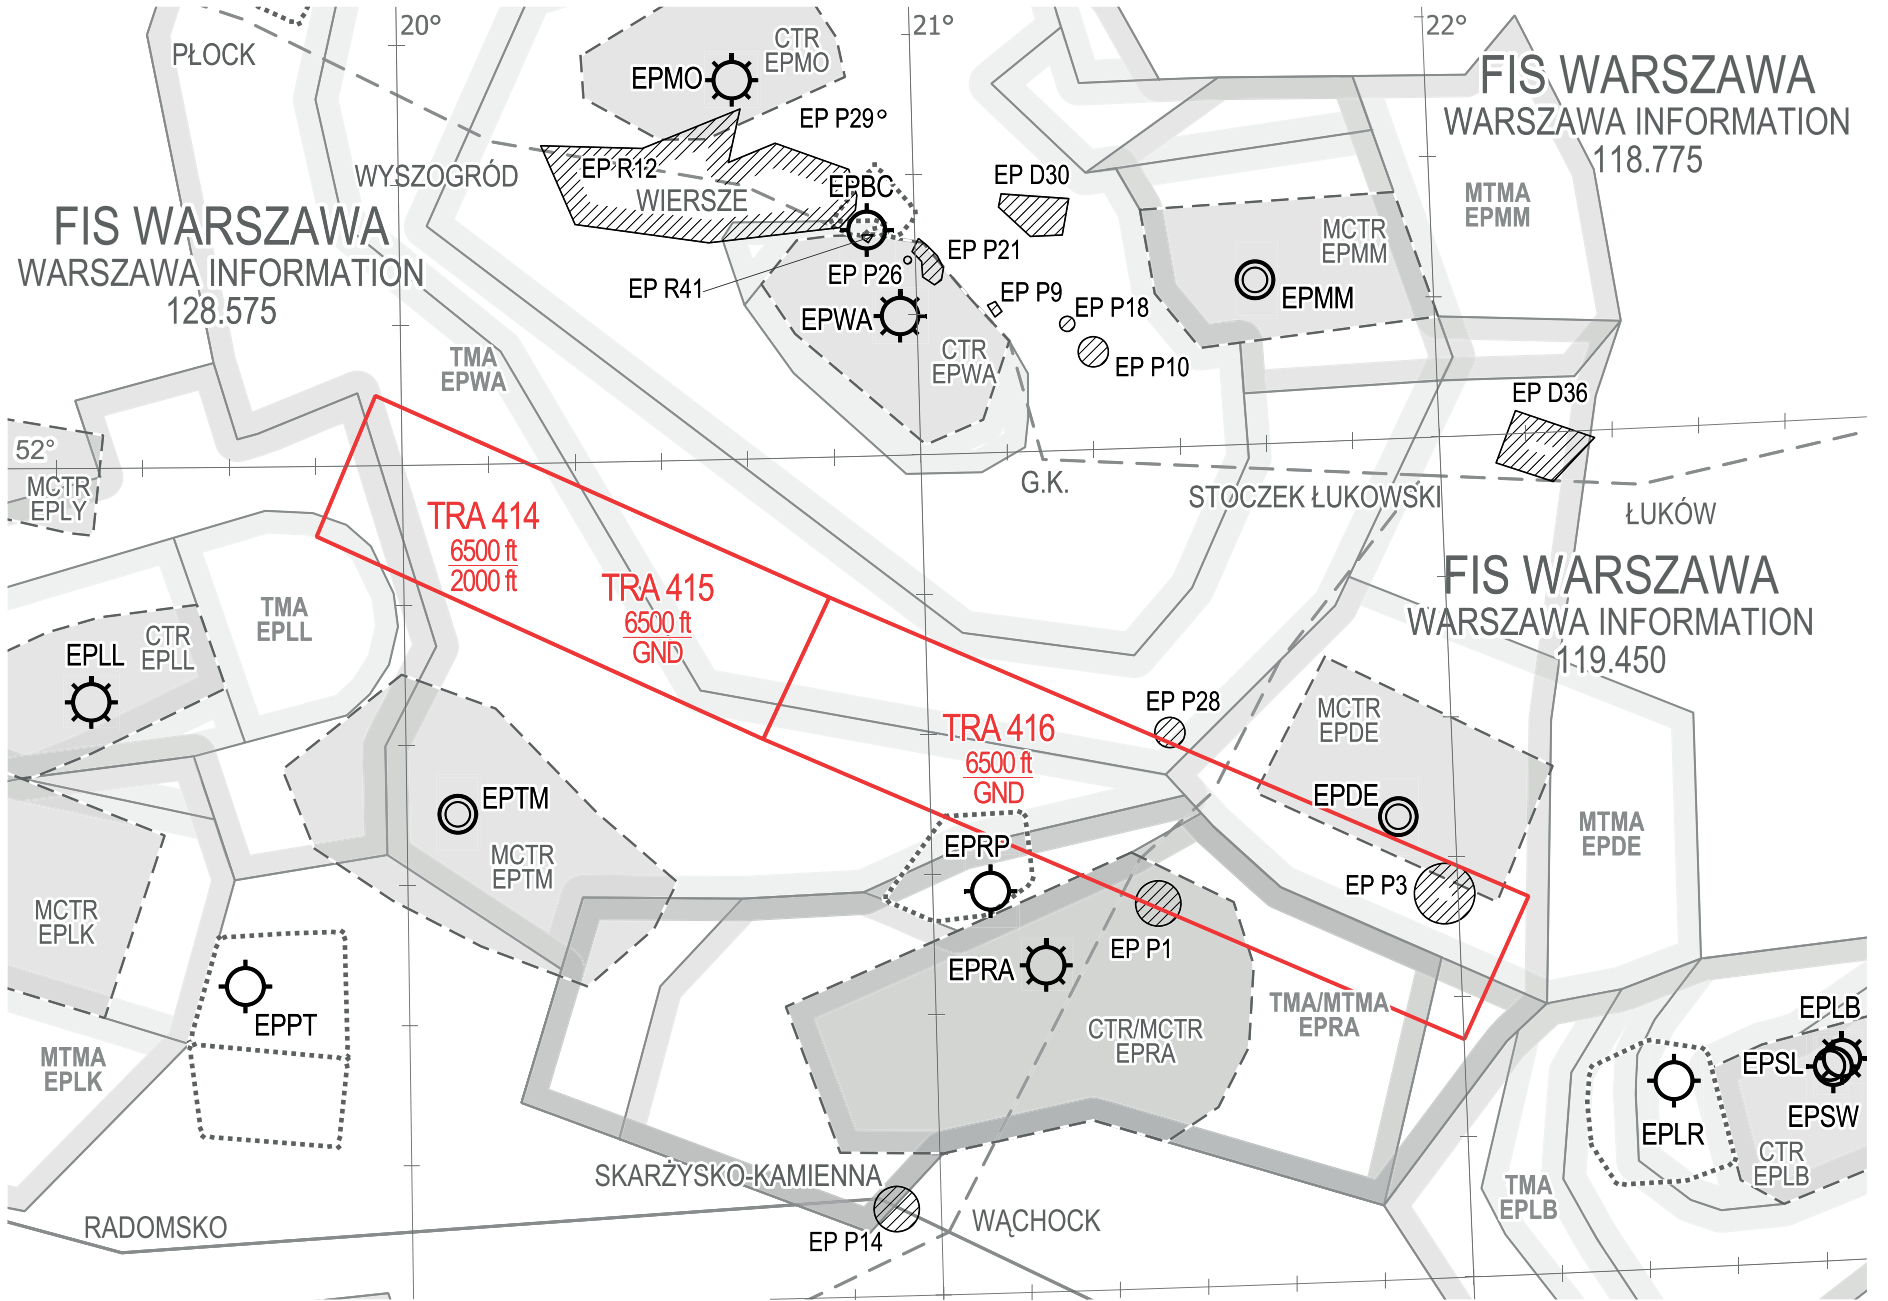 20°
21°
22°
PŁOCK
CTR
EPMO
EPMO
FIS WARSZAWA
WARSZAWA INFORMATION
118.775
EP P29
EP R12
WYSZOGRÓD
WIERSZE
EPBC
EP D30
MTMA
EPMM
FIS WARSZAWA
WARSZAWA INFORMATION
128.575
MCTR
EPMM
EP P21
EP P26
EP R41
EPMM
EP P9
EP P18
EPWA
CTR
EPWA
EP P10
TMA
EPWA
EP D36
52°
MCTR
EPLY
G.K.
STOCZEK ŁUKOWSKI
ŁUKÓW
TRA 414
6500 ft
2000 ft
TRA 415
6500 ft
GND
FIS WARSZAWA
WARSZAWA INFORMATION
119.450
TMA
EPLL
CTR
EPLL
EPLL
EP P28
MCTR
EPDE
TRA 416
6500 ft
GND
EPTM
EPDE
MCTR
EPTM
EPRP
MTMA
EPDE
EP P3
MCTR
EPLK
EP P1
EPRA
EPPT
TMA/MTMA
EPRA
CTR/MCTR
EPRA
EPLB
MTMA
EPLK
EPSL
EPSW
EPLR
CTR
EPLB
SKARŻYSKO-KAMIENNA
TMA
EPLB
RADOMSKO
WĄCHOCK
EP P14